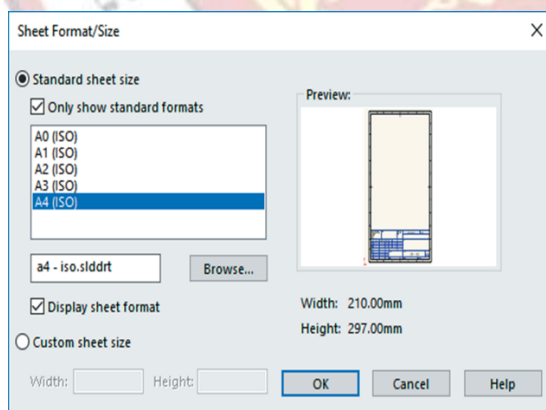 Sheet Format/Size
Standard sheet size
Only show standard formats
A0 (ISO)
A1 (ISO)
A2 (ISO)
A3 (ISO)
A4 (ISO)
a4 - iso.slddrt
Browse...
Display sheet format
Custom sheet size
Width:
Height:
Preview:
Width: 210.00mm
Height: 297.00mm
OK
Cancel
Help